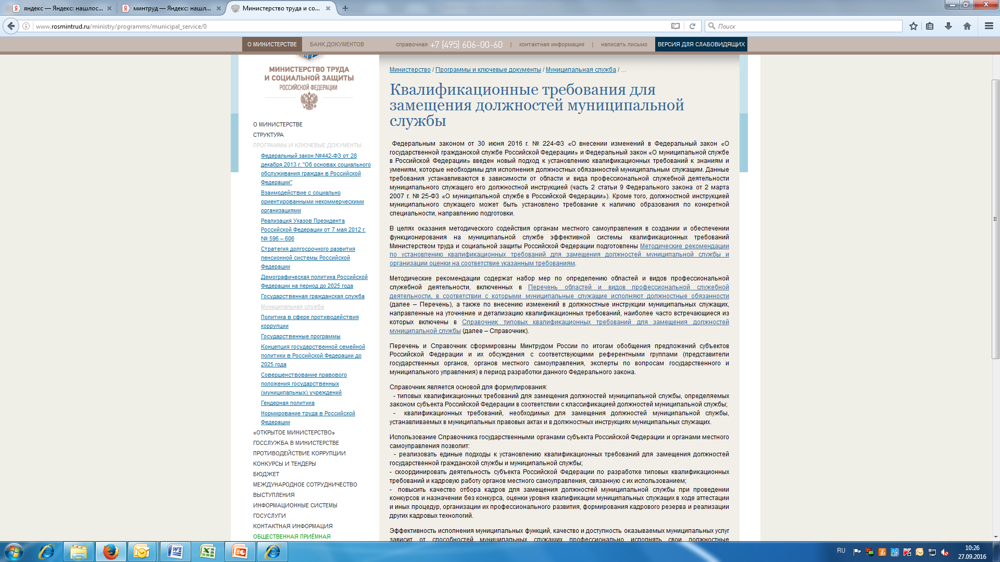 яндекс — Яндекс: нашлос...
минтруд — Яндекс: нашл...
Министерство труда и со...
www.rosmintrud.ru/ministry/programms/municipal_service/0
Поиск
О МИНИСТЕРСТВЕ
БАНК ДОКУМЕНТОВ
справочная +7 (495) 606-00-60 | контактная информация | написать письмо
ВЕРСИЯ ДЛЯ СЛАБОВИДЯЩИХ
МИНИСТЕРСТВО ТРУДА
И СОЦИАЛЬНОЙ ЗАЩИТЫ
РОССИЙСКОЙ ФЕДЕРАЦИИ
О МИНИСТЕРСТВЕ
СТРУКТУРА
ПРОГРАММЫ И КЛЮЧЕВЫЕ ДОКУМЕНТЫ
Федеральный закон №442-ФЗ от 28
декабря 2013 г. "Об основах социального
обслуживания граждан в Российской
Федерации"
Взаимодействие с социально
ориентированными некоммерческими
организациями
Реализация Указов Президента
Российской Федерации от 7 мая 2012 г.
№ 596 – 606
Стратегия долгосрочного развития
пенсионной системы Российской
Федерации
Демографическая политика Российской
Федерации на период до 2025 года
Государственная гражданская служба
Муниципальная служба
Политика в сфере противодействия
коррупции
Государственные программы
Концепция государственной семейной
политики в Российской Федерации до
2025 года
Совершенствование правового
положения государственных
(муниципальных) учреждений
Гендерная политика
Нормирование труда в Российской
Федерации
«ОТКРЫТОЕ МИНИСТЕРСТВО»
ГОССЛУЖБА В МИНИСТЕРСТВЕ
ПРОТИВОДЕЙСТВИЕ КОРРУПЦИИ
КОНКУРСЫ И ТЕНДЕРЫ
БЮДЖЕТ
МЕЖДУНАРОДНОЕ СОТРУДНИЧЕСТВО
ВЫСТУПЛЕНИЯ
ИНФОРМАЦИОННЫЕ СИСТЕМЫ
ГОСУСЛУГИ
КОНТАКТНАЯ ИНФОРМАЦИЯ
ОБЩЕСТВЕННАЯ ПРИЁМНАЯ
Министерство / Программы и ключевые документы / Муниципальная служба / ...
Квалификационные требования для
замещения должностей муниципальной
службы
Федеральным законом от 30 июня 2016 г. № 224-ФЗ «О внесении изменений в Федеральный закон «О
государственной гражданской службе Российской Федерации» и Федеральный закон «О муниципальной службе
в Российской Федерации» введен новый подход к установлению квалификационных требований к знаниям и
умениям, которые необходимы для исполнения должностных обязанностей муниципальным служащим. Данные
требования устанавливаются в зависимости от области и вида профессиональной служебной деятельности
муниципального служащего его должностной инструкцией (часть 2 статьи 9 Федерального закона от 2 марта
2007 г. № 25-ФЗ «О муниципальной службе в Российской Федерации»). Кроме того, должностной инструкцией
муниципального служащего может быть установлено требование к наличию образования по конкретной
специальности, направлению подготовки.
В целях оказания методического содействия органам местного самоуправления в создании и обеспечении
функционирования на муниципальной службе эффективной системы квалификационных требований
Министерством труда и социальной защиты Российской Федерации подготовлены Методические рекомендации
по установлению квалификационных требований для замещения должностей муниципальной службы и
организации оценки на соответствие указанным требованиям.
Методические рекомендации содержат набор мер по определению областей и видов профессиональной
служебной деятельности, включенных в Перечень областей и видов профессиональной служебной
деятельности, в соответствии с которыми муниципальные служащие исполняют должностные обязанности
(далее – Перечень), а также по внесению изменений в должностные инструкции муниципальных служащих,
направленные на уточнение и детализацию квалификационных требований, наиболее часто встречающиеся из
которых включены в Справочник типовых квалификационных требований для замещения должностей
муниципальной службы (далее – Справочник).
Перечень и Справочник сформированы Минтрудом России по итогам обобщения предложений субъектов
Российской Федерации и их обсуждения с соответствующими референтными группами (представители
государственных органов, органов местного самоуправления, эксперты по вопросам государственного и
муниципального управления) в период разработки данного Федерального закона.
Справочник является основой для формулирования:
- типовых квалификационных требований для замещения должностей муниципальной службы, определяемых
законом субъекта Российской Федерации в соответствии с классификацией должностей муниципальной службы;
- квалификационных требований, необходимых для замещения должностей муниципальной службы,
устанавливаемых в муниципальных правовых актах и в должностных инструкциях муниципальных служащих.
Использование Справочника государственными органами субъекта Российской Федерации и органами местного
самоуправления позволит:
- реализовать единые подходы к установлению квалификационных требований для замещения должностей
государственной гражданской службы и муниципальной службы;
- скоординировать деятельность субъекта Российской Федерации по разработке типовых квалификационных
требований и кадровую работу органов местного самоуправления, связанную с их использованием;
- повысить качество отбора кадров для замещения должностей муниципальной службы при проведении
конкурсов и назначении без конкурса, оценки уровня квалификации муниципальных служащих в ходе аттестации
и иных процедур, организации их профессионального развития, формирования кадрового резерва и реализации
других кадровых технологий.
Эффективность исполнения муниципальных функций, качество и доступность оказываемых муниципальных услуг
зависит от способностей муниципальных служащих профессионально исполнять свои должностные
RU
10:26
27.09.2016